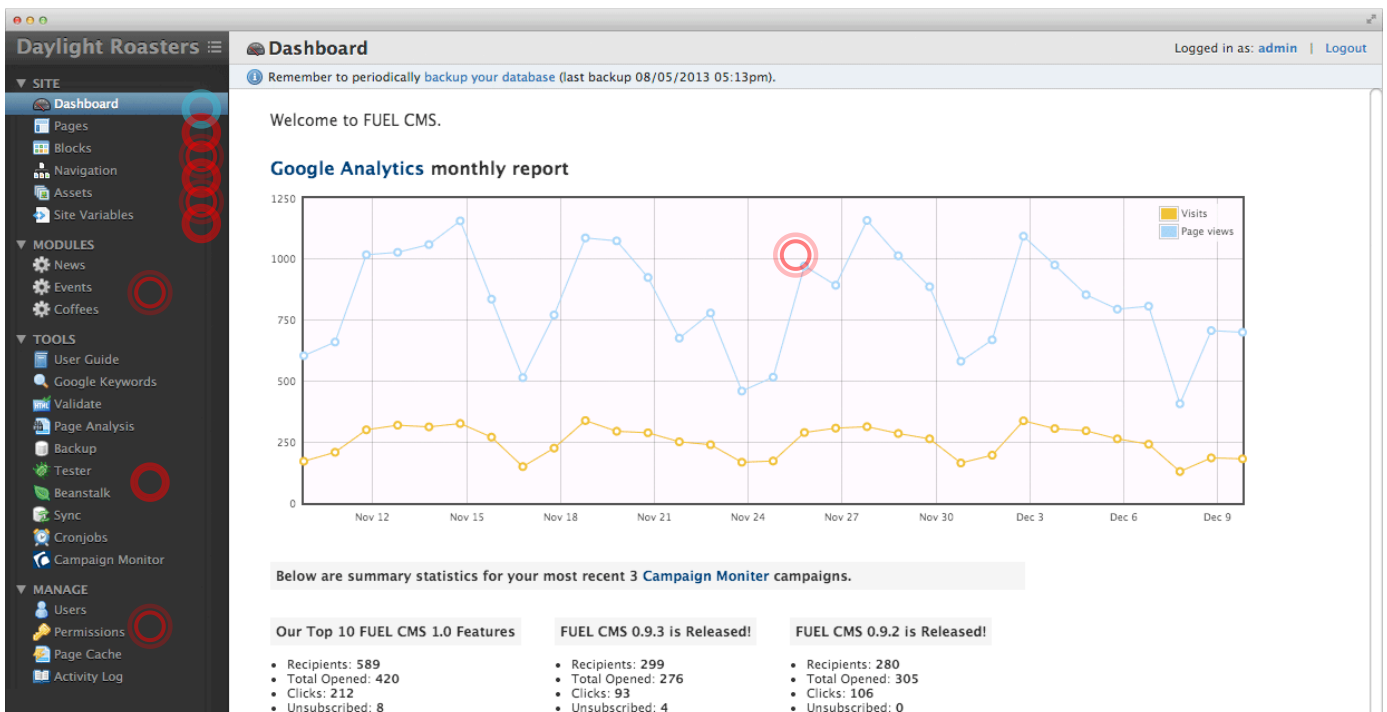 Daylight Roasters
Dashboard
Logged in as: admin | Logout
Remember to periodically backup your database (last backup 08/05/2013 05:13pm).
SITE
Dashboard
Pages
Blocks
Navigation
Assets
Site Variables
MODULES
News
Events
Coffees
TOOLS
User Guide
Google Keywords
Validate
Page Analysis
Backup
Tester
Beanstalk
Sync
Cronjobs
Campaign Monitor
MANAGE
Users
Permissions
Page Cache
Activity Log
Welcome to FUEL CMS.
Google Analytics monthly report
1250
1000
750
500
250
0
Visits
Page views
Nov 12 Nov 15 Nov 18 Nov 21 Nov 24 Nov 27 Nov 30 Dec 3 Dec 6 Dec 9
Below are summary statistics for your most recent 3 Campaign Moniter campaigns.
Our Top 10 FUEL CMS 1.0 Features
Recipients: 589
Total Opened: 420
Clicks: 212
Unsubscribed: 8
FUEL CMS 0.9.3 is Released!
Recipients: 299
Total Opened: 276
Clicks: 93
Unsubscribed: 4
FUEL CMS 0.9.2 is Released!
Recipients: 280
Total Opened: 305
Clicks: 106
Unsubscribed: 0